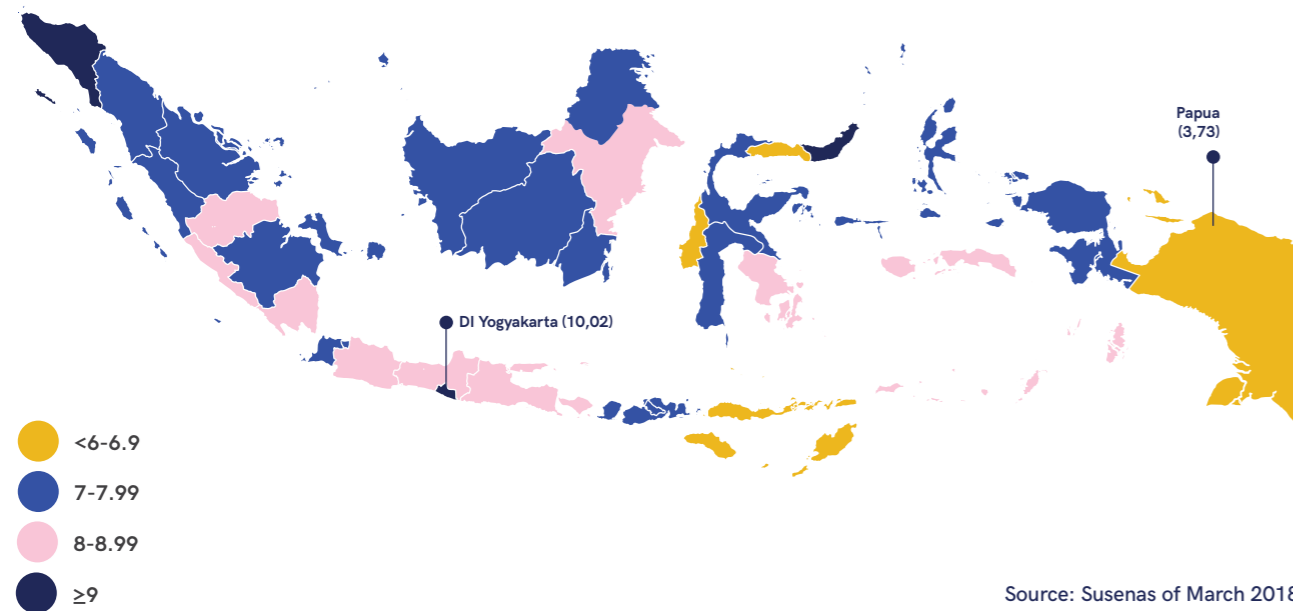 Papua
(3,73)
DI Yogyakarta (10,02)
<6-6.9
7-7.99
8-8.99
≥9
Source: Susenas of March 2018